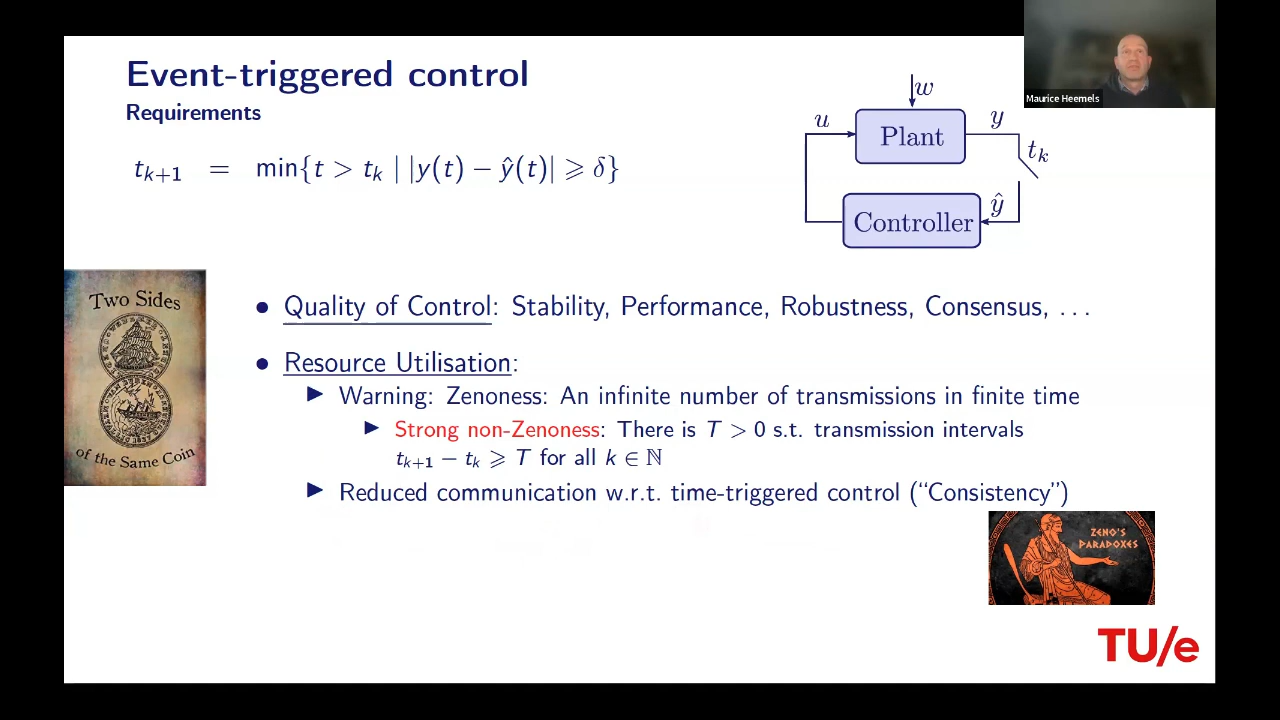 Event-triggered control
Requirements
t_{k+1} = min{t > t_k | |y(t) − ŷ(t)| ⩾ δ}
w
u
Plant
y
t_k
ŷ
Controller
Maurice Heemels
Two Sides
of the Same Coin
• Quality of Control: Stability, Performance, Robustness, Consensus, ...
• Resource Utilisation:
▶ Warning: Zenoness: An infinite number of transmissions in finite time
▶ Strong non-Zenoness: There is T > 0 s.t. transmission intervals
t_{k+1} − t_k ⩾ T for all k ∈ ℕ
▶ Reduced communication w.r.t. time-triggered control (“Consistency”)
ZENO'S
PARADOXES
TU/e